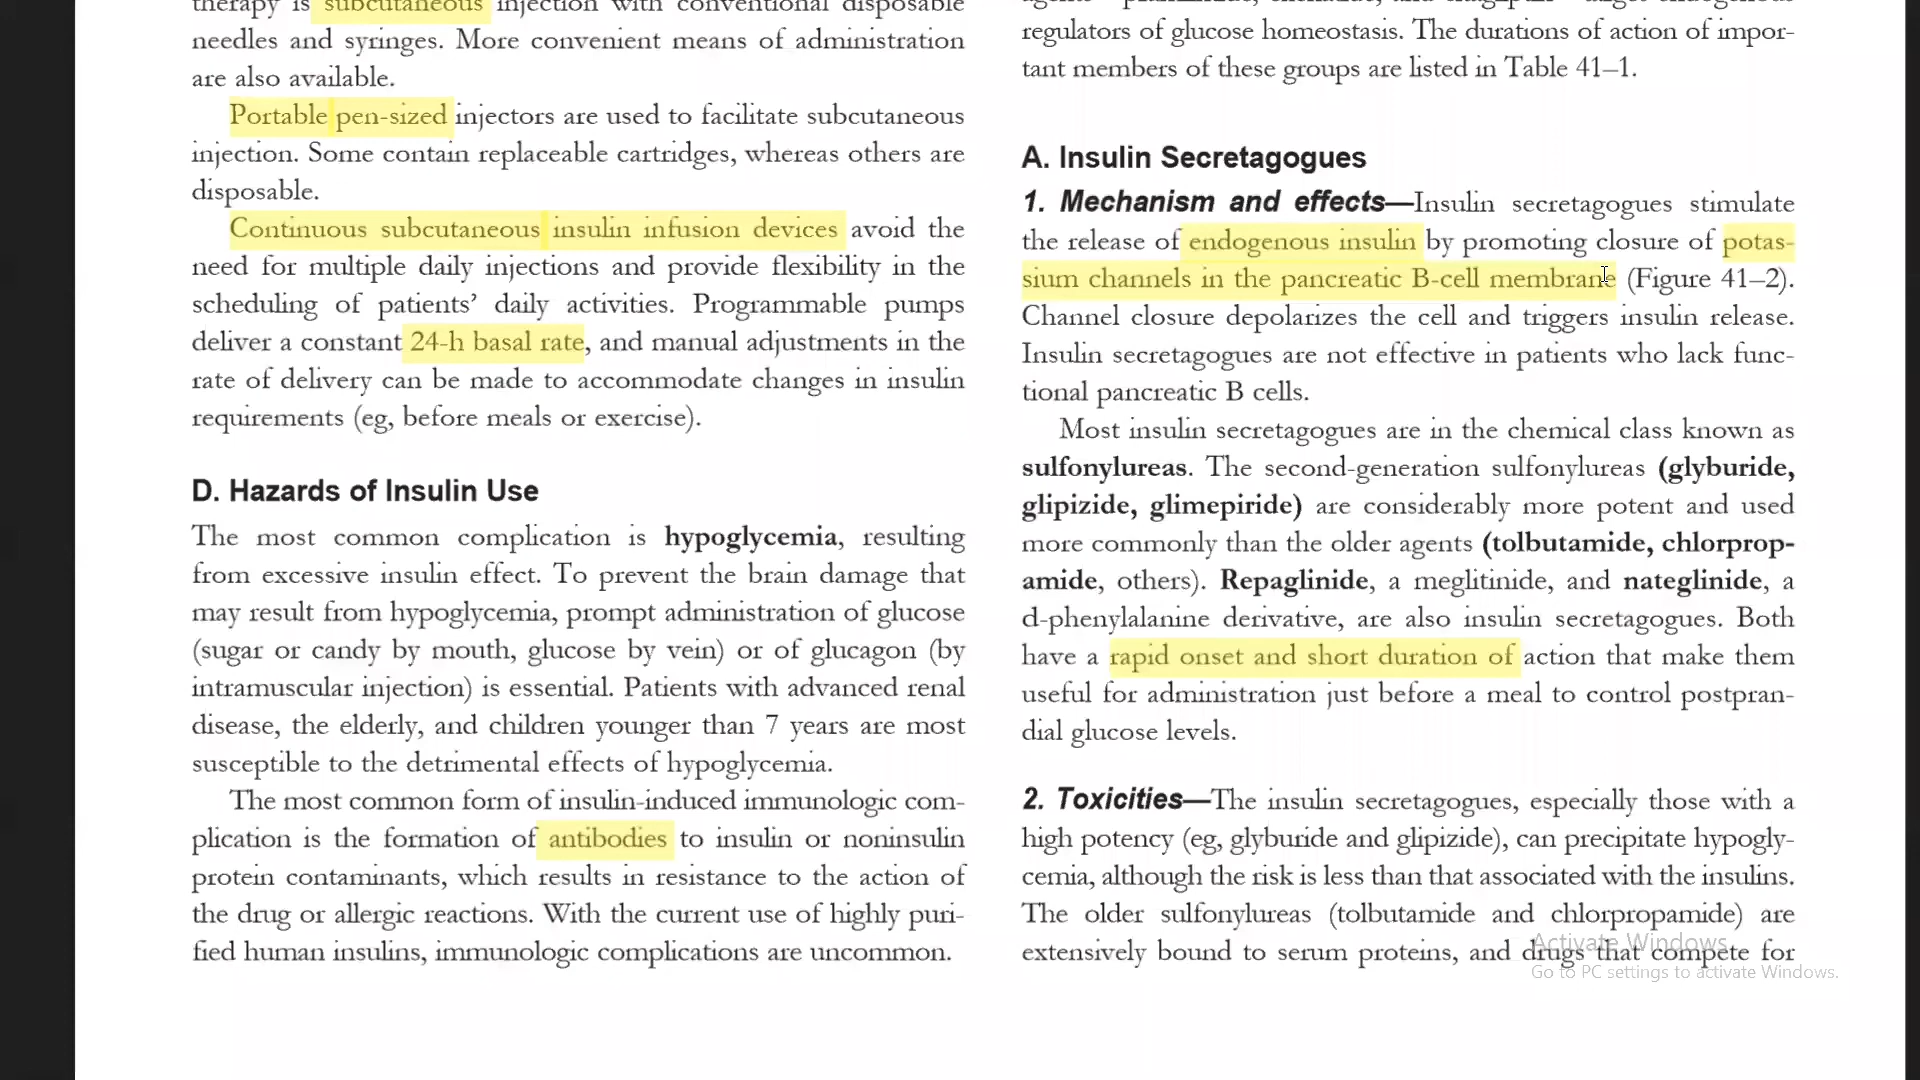 therapy is subcutaneous injection with conventional disposable
needles and syringes. More convenient means of administration
are also available.
Portable pen-sized injectors are used to facilitate subcutaneous
injection. Some contain replaceable cartridges, whereas others are
disposable.
Continuous subcutaneous insulin infusion devices avoid the
need for multiple daily injections and provide flexibility in the
scheduling of patients’ daily activities. Programmable pumps
deliver a constant 24-h basal rate, and manual adjustments in the
rate of delivery can be made to accommodate changes in insulin
requirements (eg, before meals or exercise).
D. Hazards of Insulin Use
The most common complication is hypoglycemia, resulting
from excessive insulin effect. To prevent the brain damage that
may result from hypoglycemia, prompt administration of glucose
(sugar or candy by mouth, glucose by vein) or of glucagon (by
intramuscular injection) is essential. Patients with advanced renal
disease, the elderly, and children younger than 7 years are most
susceptible to the detrimental effects of hypoglycemia.
The most common form of insulin-induced immunologic com-
plication is the formation of antibodies to insulin or noninsulin
protein contaminants, which results in resistance to the action of
the drug or allergic reactions. With the current use of highly puri-
fied human insulins, immunologic complications are uncommon.
regulators of glucose homeostasis. The durations of action of impor-
tant members of these groups are listed in Table 41–1.
A. Insulin Secretagogues
1. Mechanism and effects—Insulin secretagogues stimulate
the release of endogenous insulin by promoting closure of potas-
sium channels in the pancreatic B-cell membrane (Figure 41–2).
Channel closure depolarizes the cell and triggers insulin release.
Insulin secretagogues are not effective in patients who lack func-
tional pancreatic B cells.
Most insulin secretagogues are in the chemical class known as
sulfonylureas. The second-generation sulfonylureas (glyburide,
glipizide, glimepiride) are considerably more potent and used
more commonly than the older agents (tolbutamide, chlorprop-
amide, others). Repaglinide, a meglitinide, and nateglinide, a
d-phenylalanine derivative, are also insulin secretagogues. Both
have a rapid onset and short duration of action that make them
useful for administration just before a meal to control postpran-
dial glucose levels.
2. Toxicities—The insulin secretagogues, especially those with a
high potency (eg, glyburide and glipizide), can precipitate hypogly-
cemia, although the risk is less than that associated with the insulins.
The older sulfonylureas (tolbutamide and chlorpropamide) are
extensively bound to serum proteins, and drugs that compete for
Activate Windows
Go to PC settings to activate Windows.